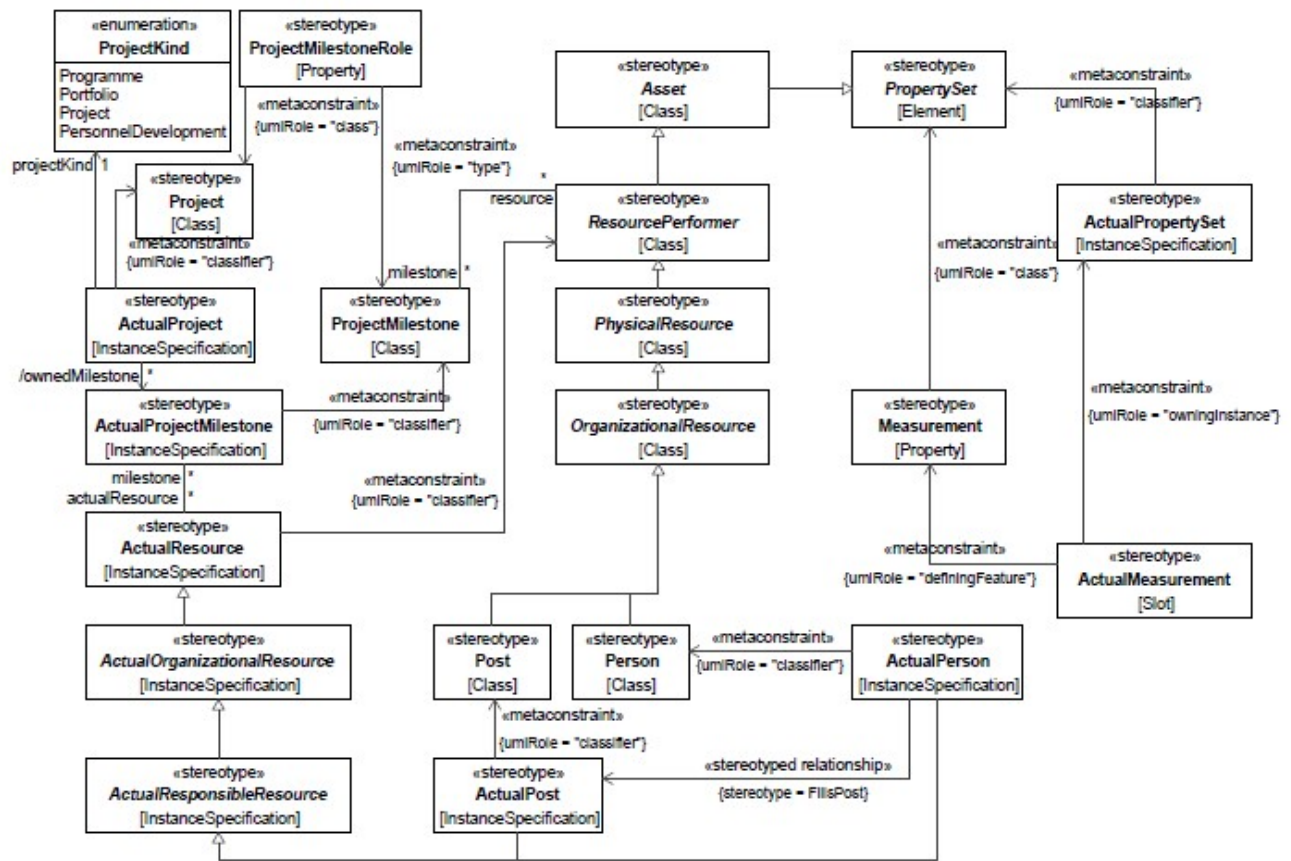 «enumeration»
ProjectKind
Programme
Portfolio
Project
PersonnelDevelopment
«stereotype»
ProjectMilestoneRole
[Property]
«stereotype»
Asset
[Class]
«stereotype»
PropertySet
[Element]
«metaconstraint»
{umlRole = "classifier"}
«metaconstraint»
{umlRole = "class"}
«metaconstraint»
{umlRole = "type"}
projectKind 1
«stereotype»
Project
[Class]
*
resource
«stereotype»
ResourcePerformer
[Class]
«stereotype»
ActualPropertySet
[InstanceSpecification]
«metaconstraint»
{umlRole = "classifier"}
«metaconstraint»
{umlRole = "class"}
milestone *
«stereotype»
ActualProject
[InstanceSpecification]
«stereotype»
ProjectMilestone
[Class]
«stereotype»
PhysicalResource
[Class]
/ownedMilestone *
«stereotype»
ActualProjectMilestone
[InstanceSpecification]
«metaconstraint»
{umlRole = "classifier"}
«stereotype»
OrganizationalResource
[Class]
«stereotype»
Measurement
[Property]
«metaconstraint»
{umlRole = "owningInstance"}
milestone *
actualResource *
«metaconstraint»
{umlRole = "classifier"}
«stereotype»
ActualResource
[InstanceSpecification]
«metaconstraint»
{umlRole = "definingFeature"}
«stereotype»
ActualMeasurement
[Slot]
«stereotype»
ActualOrganizationalResource
[InstanceSpecification]
«stereotype»
Post
[Class]
«stereotype»
Person
[Class]
«metaconstraint»
{umlRole = "classifier"}
«stereotype»
ActualPerson
[InstanceSpecification]
«metaconstraint»
{umlRole = "classifier"}
«stereotype»
ActualResponsibleResource
[InstanceSpecification]
«stereotype»
ActualPost
[InstanceSpecification]
«stereotyped relationship»
{stereotype = FillsPost}